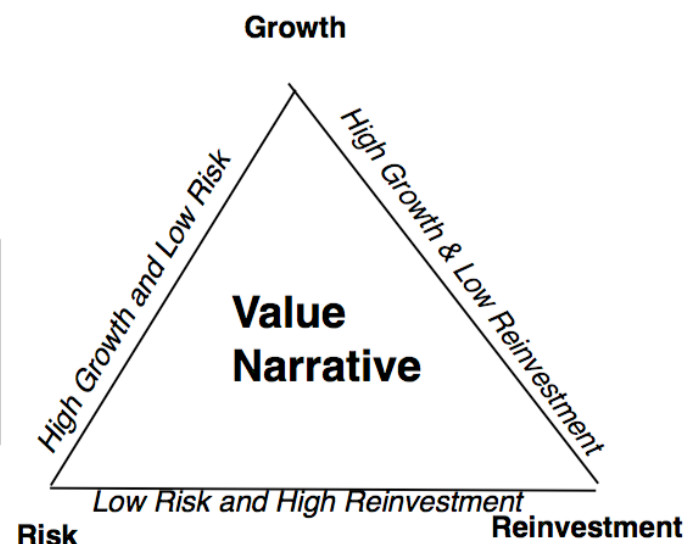 Growth
High Growth and Low Risk
High Growth & Low Reinvestment
Value
Narrative
Low Risk and High Reinvestment
Risk
Reinvestment